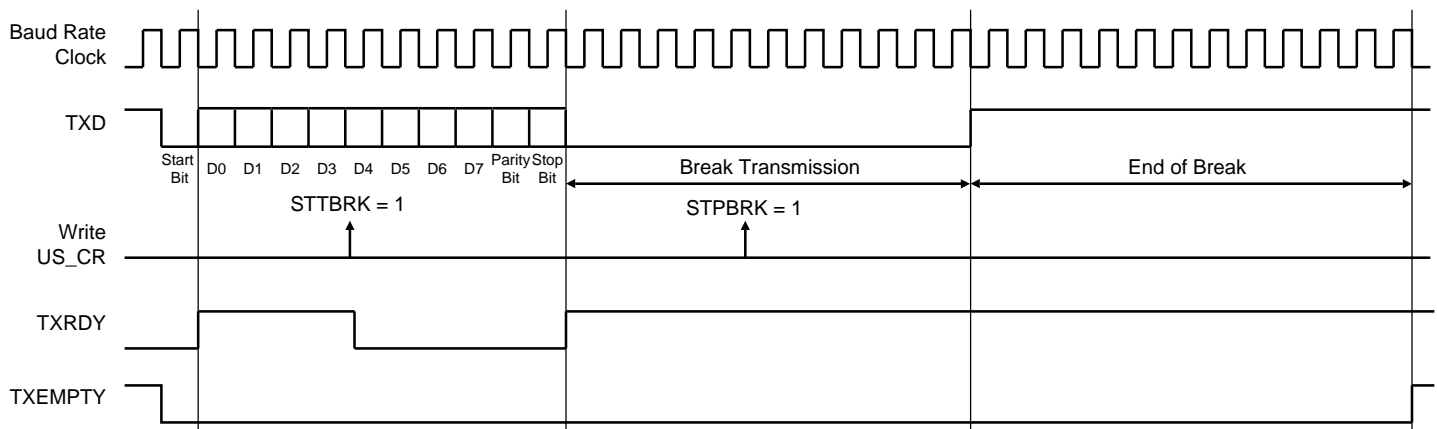 Baud Rate
Clock
TXD
Start
Bit
D0 D1 D2 D3 D4 D5 D6 D7
Parity
Bit
Stop
Bit
Break Transmission
End of Break
STTBRK = 1
STPBRK = 1
Write
US_CR
TXRDY
TXEMPTY